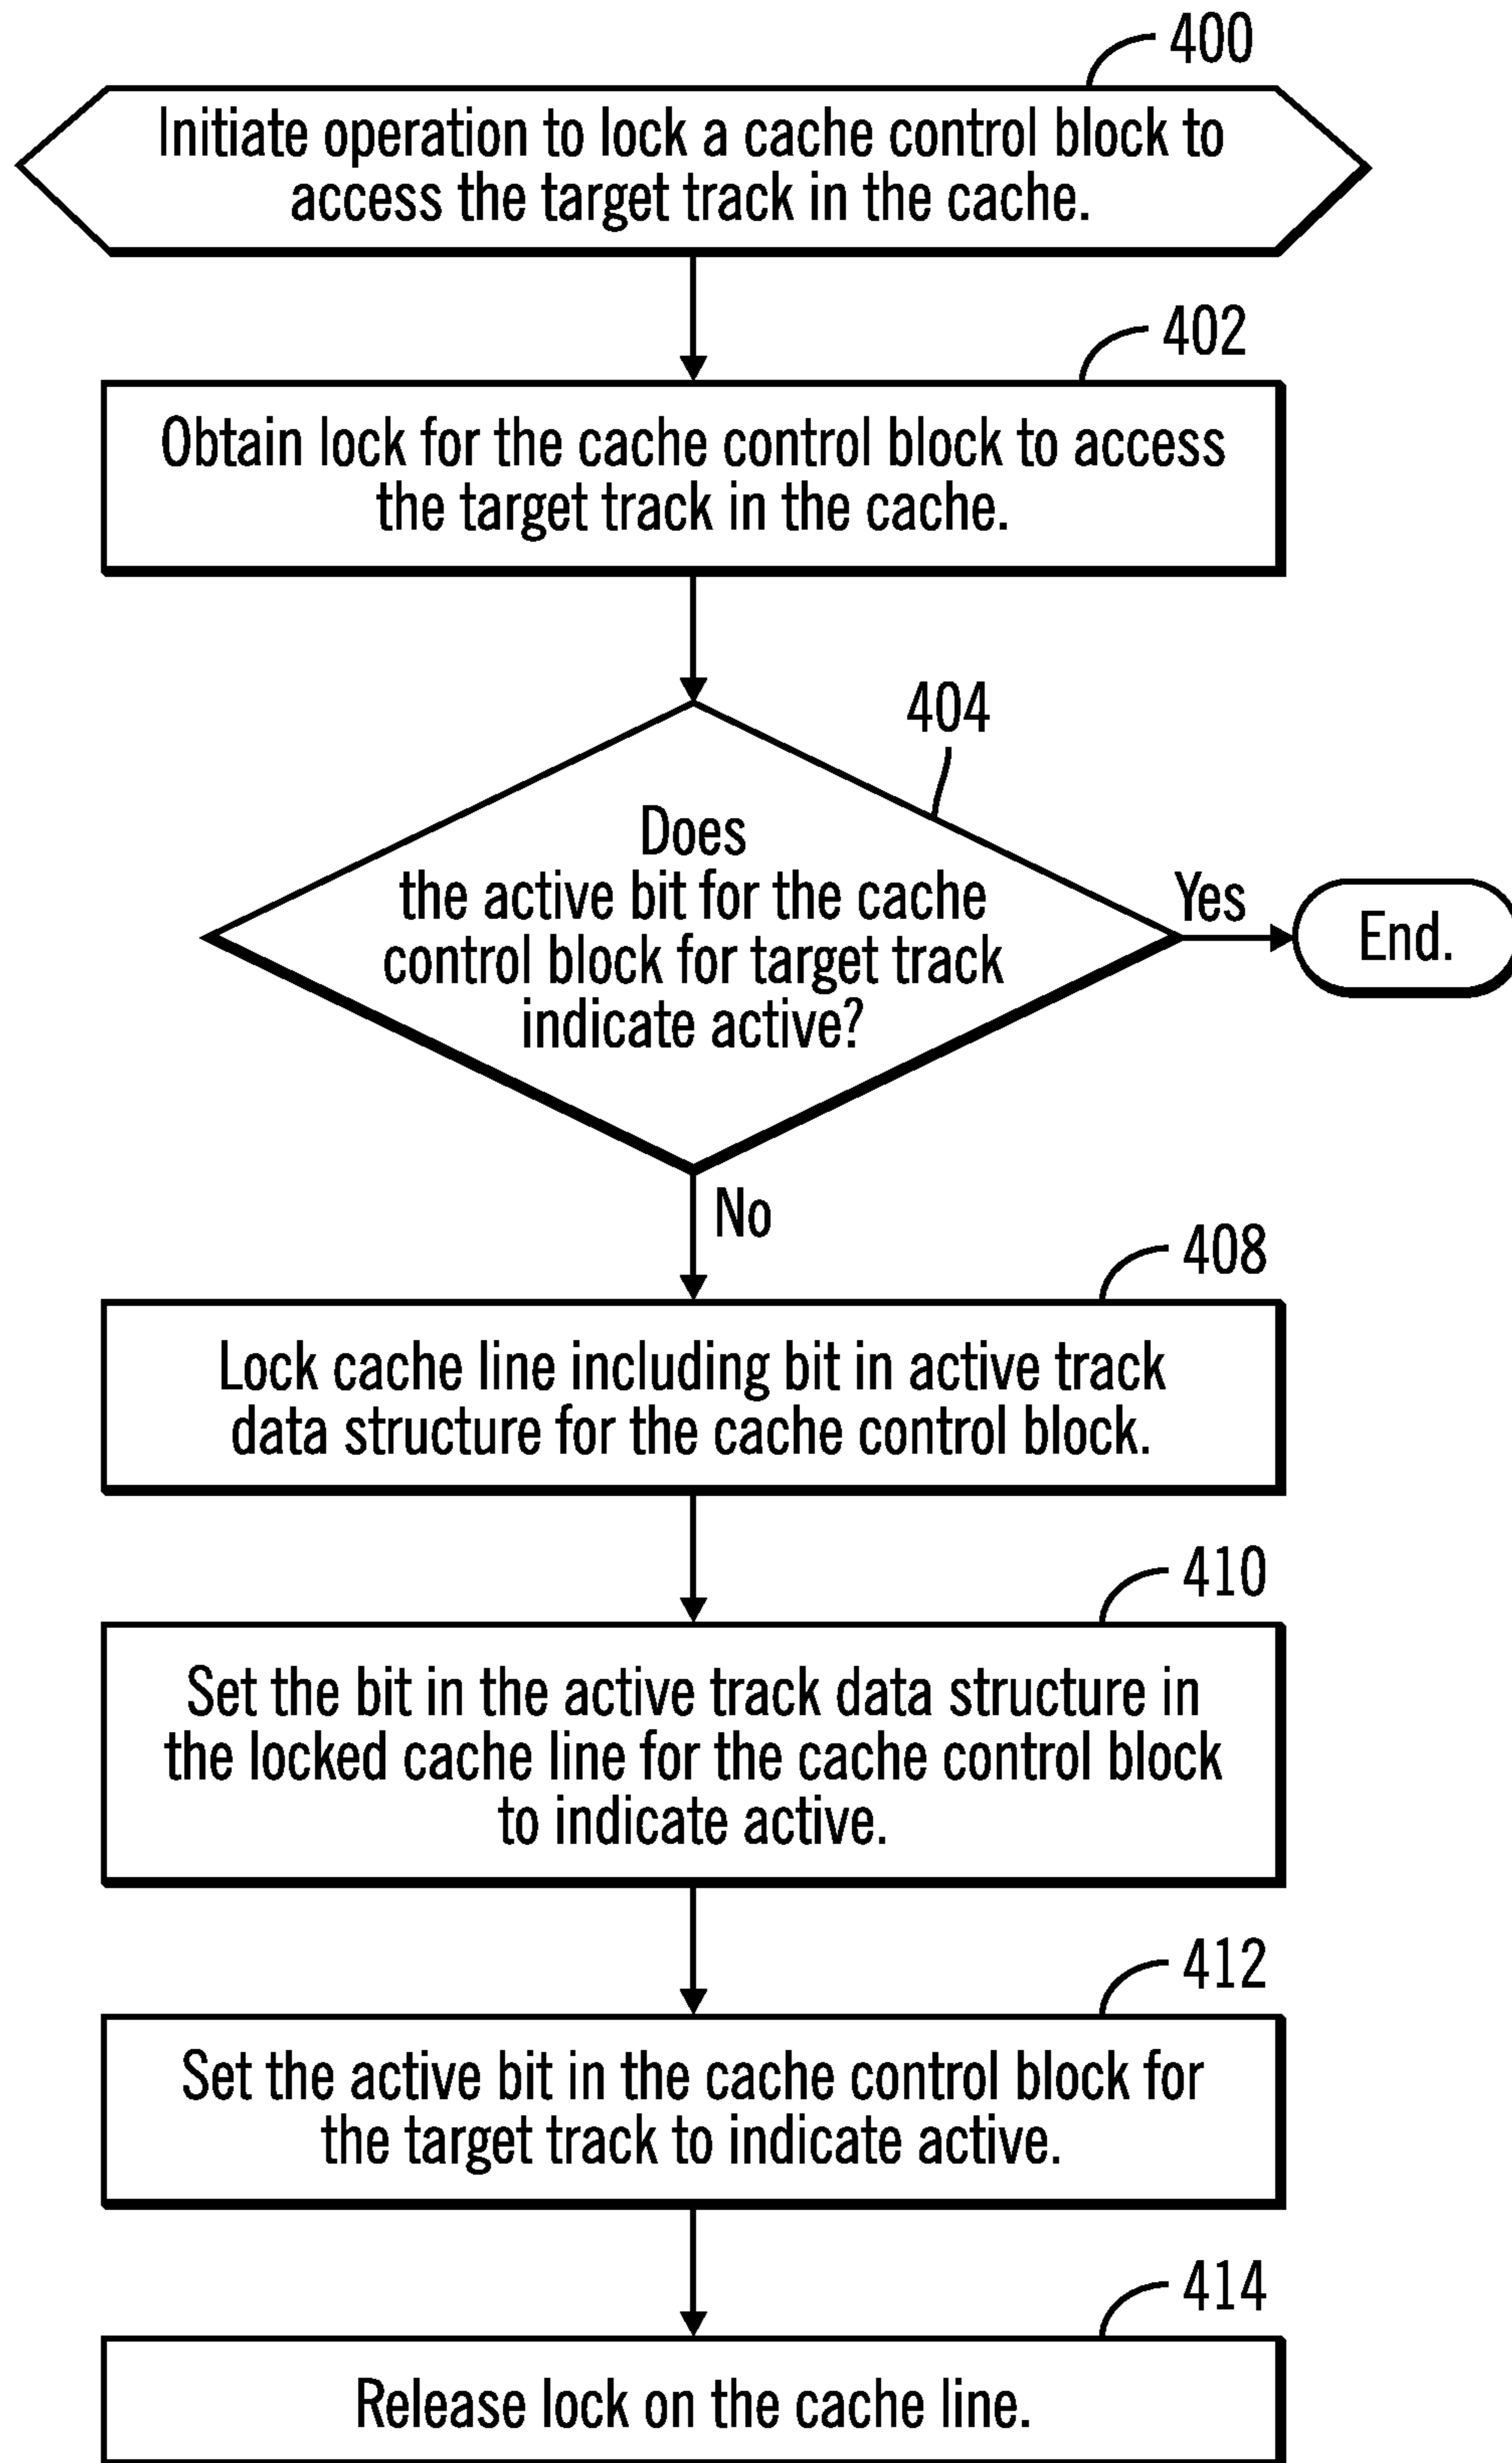 400
Initiate operation to lock a cache control block to
access the target track in the cache.
402
Obtain lock for the cache control block to access
the target track in the cache.
404
Does
the active bit for the cache
control block for target track
indicate active?
Yes
End.
No
408
Lock cache line including bit in active track
data structure for the cache control block.
410
Set the bit in the active track data structure in
the locked cache line for the cache control block
to indicate active.
412
Set the active bit in the cache control block for
the target track to indicate active.
414
Release lock on the cache line.